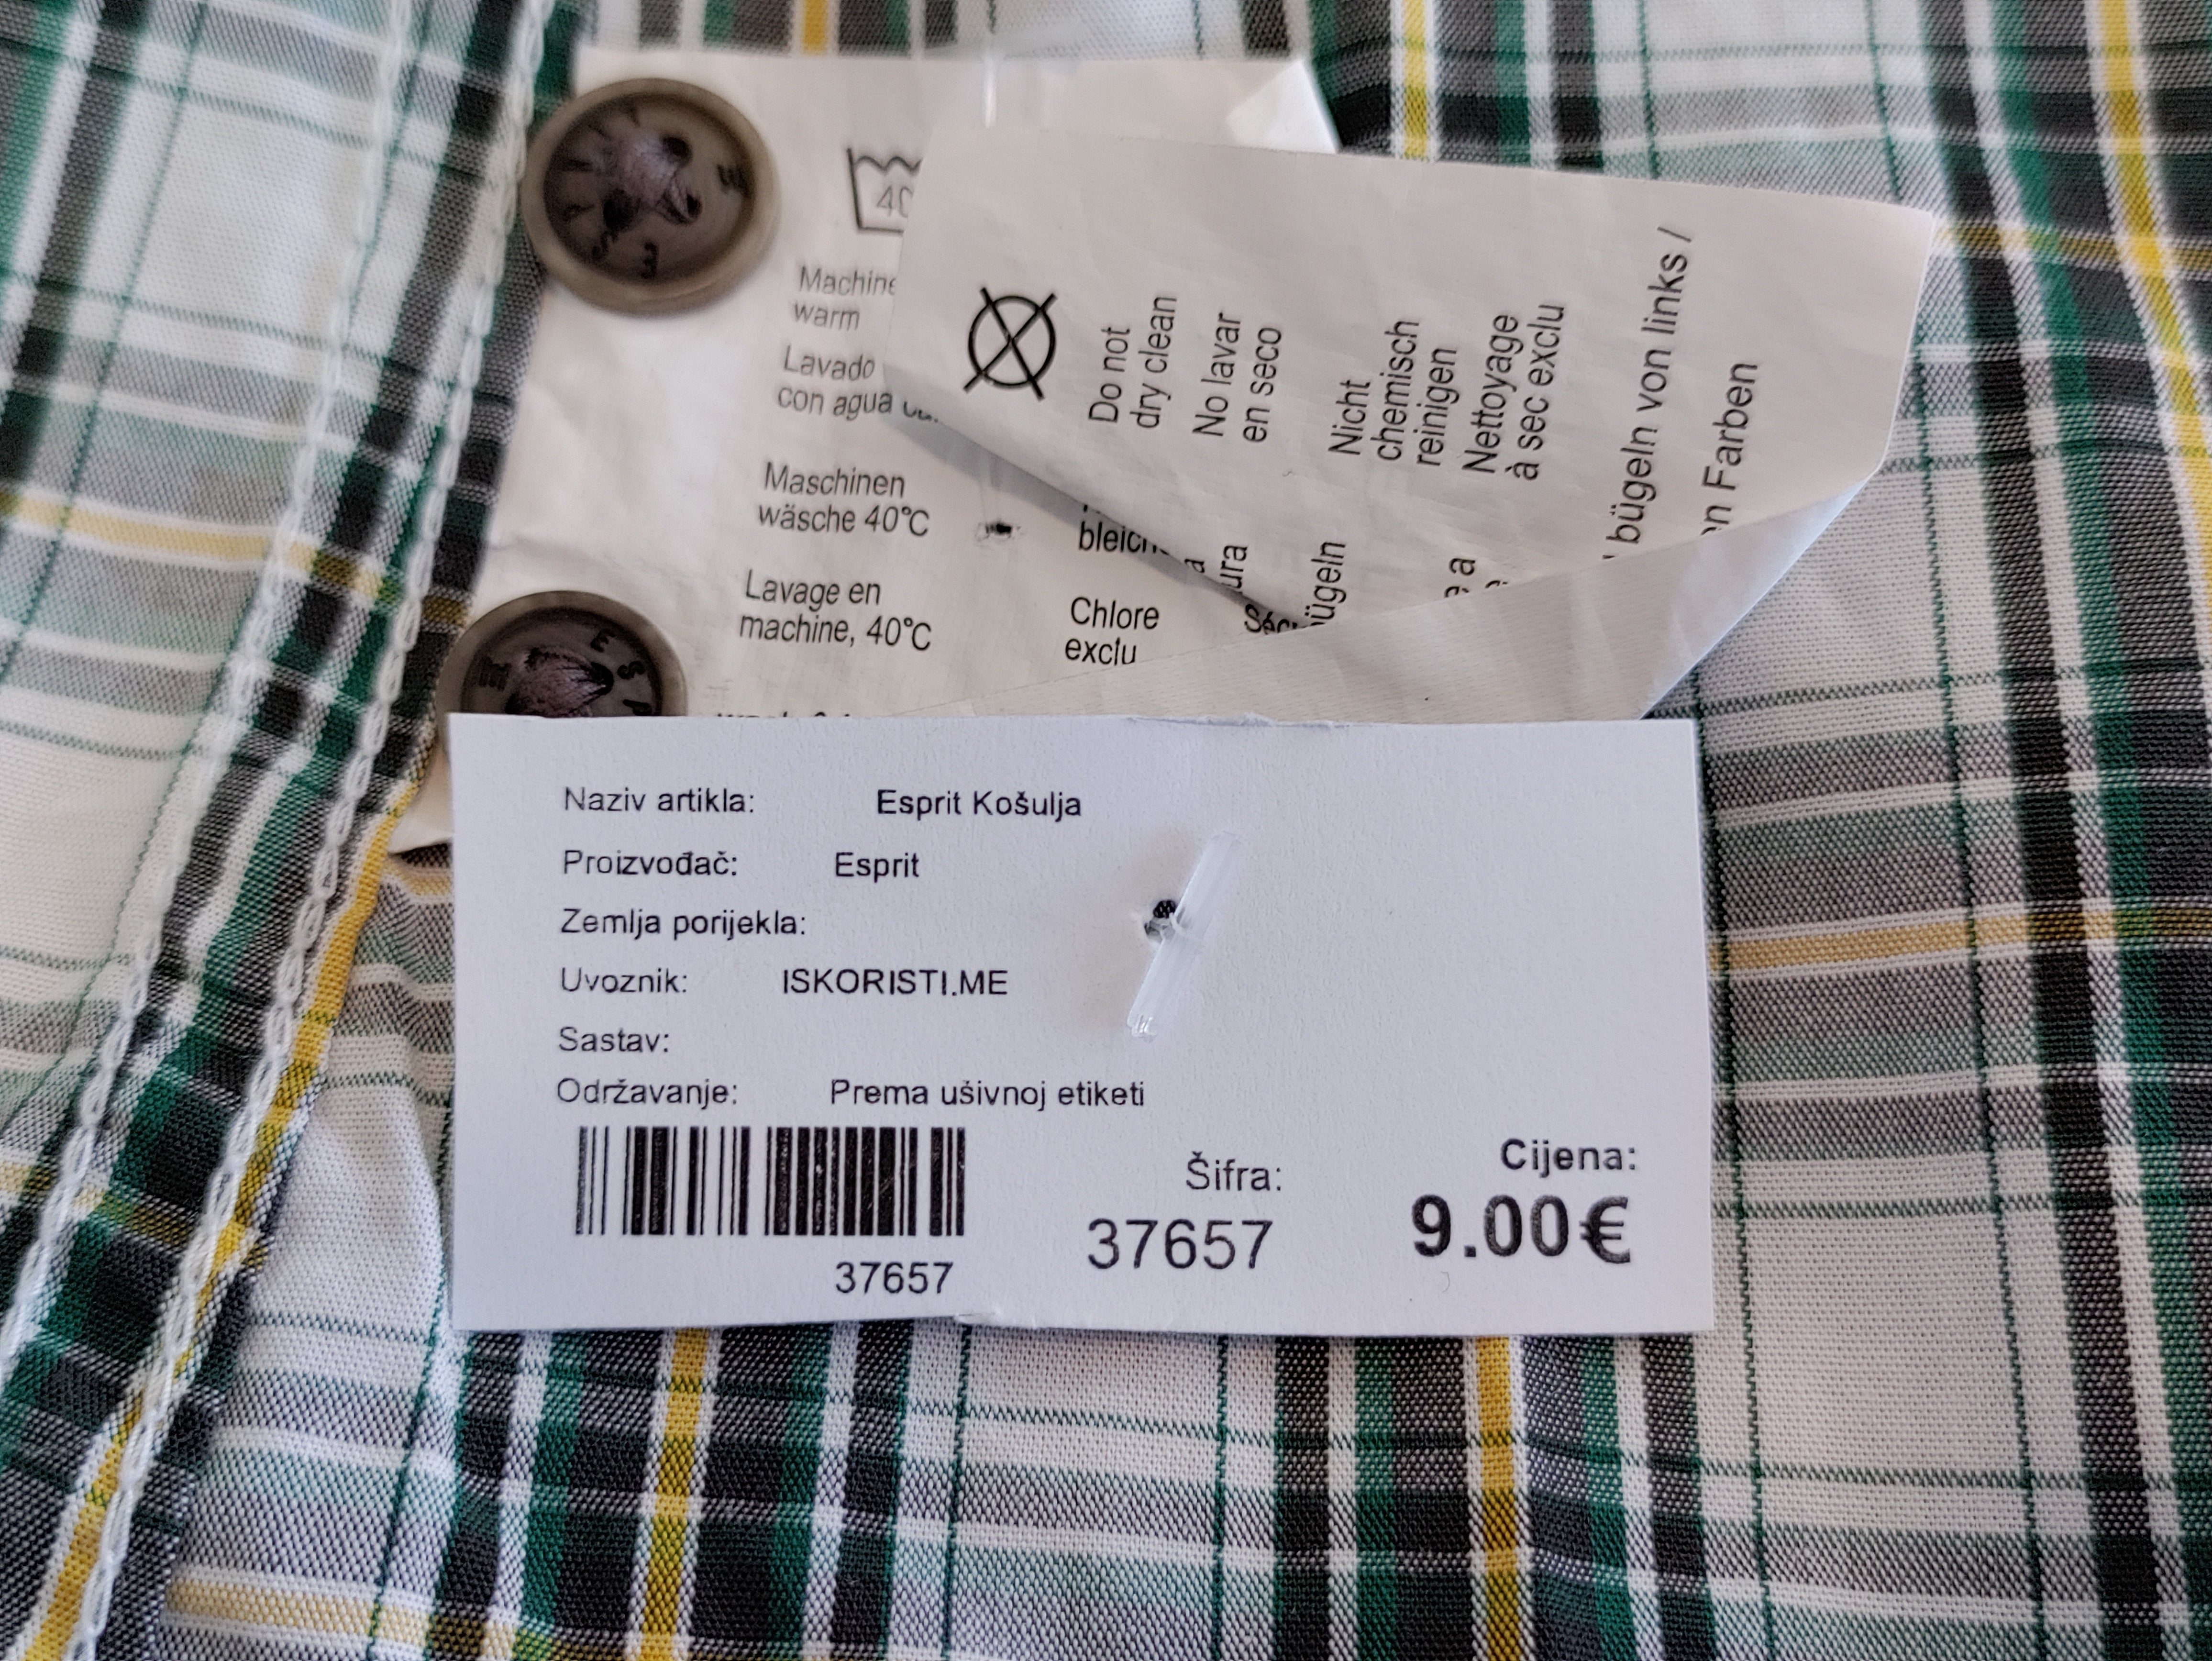 40
Machine
warm
Lavado
con agua
Maschinen
wäsche 40°C
Lavage en
machine, 40°C
Chlore
exclu
Do not
dry clean
No lavar
en seco
Nicht
chemisch
reinigen
Nettoyage
à sec exclu
bügeln von links /
Farben
Naziv artikla: Esprit Košulja
Proizvođač: Esprit
Zemlja porijekla:
Uvoznik: ISKORISTI.ME
Sastav:
Održavanje: Prema ušivnoj etiketi
37657
Šifra:
37657
Cijena:
9.00€